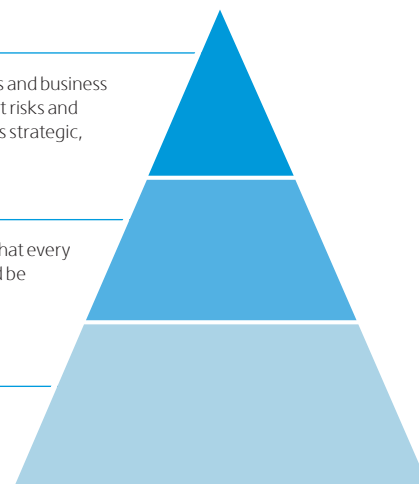 and business
t risks and
s strategic,
hat every
d be